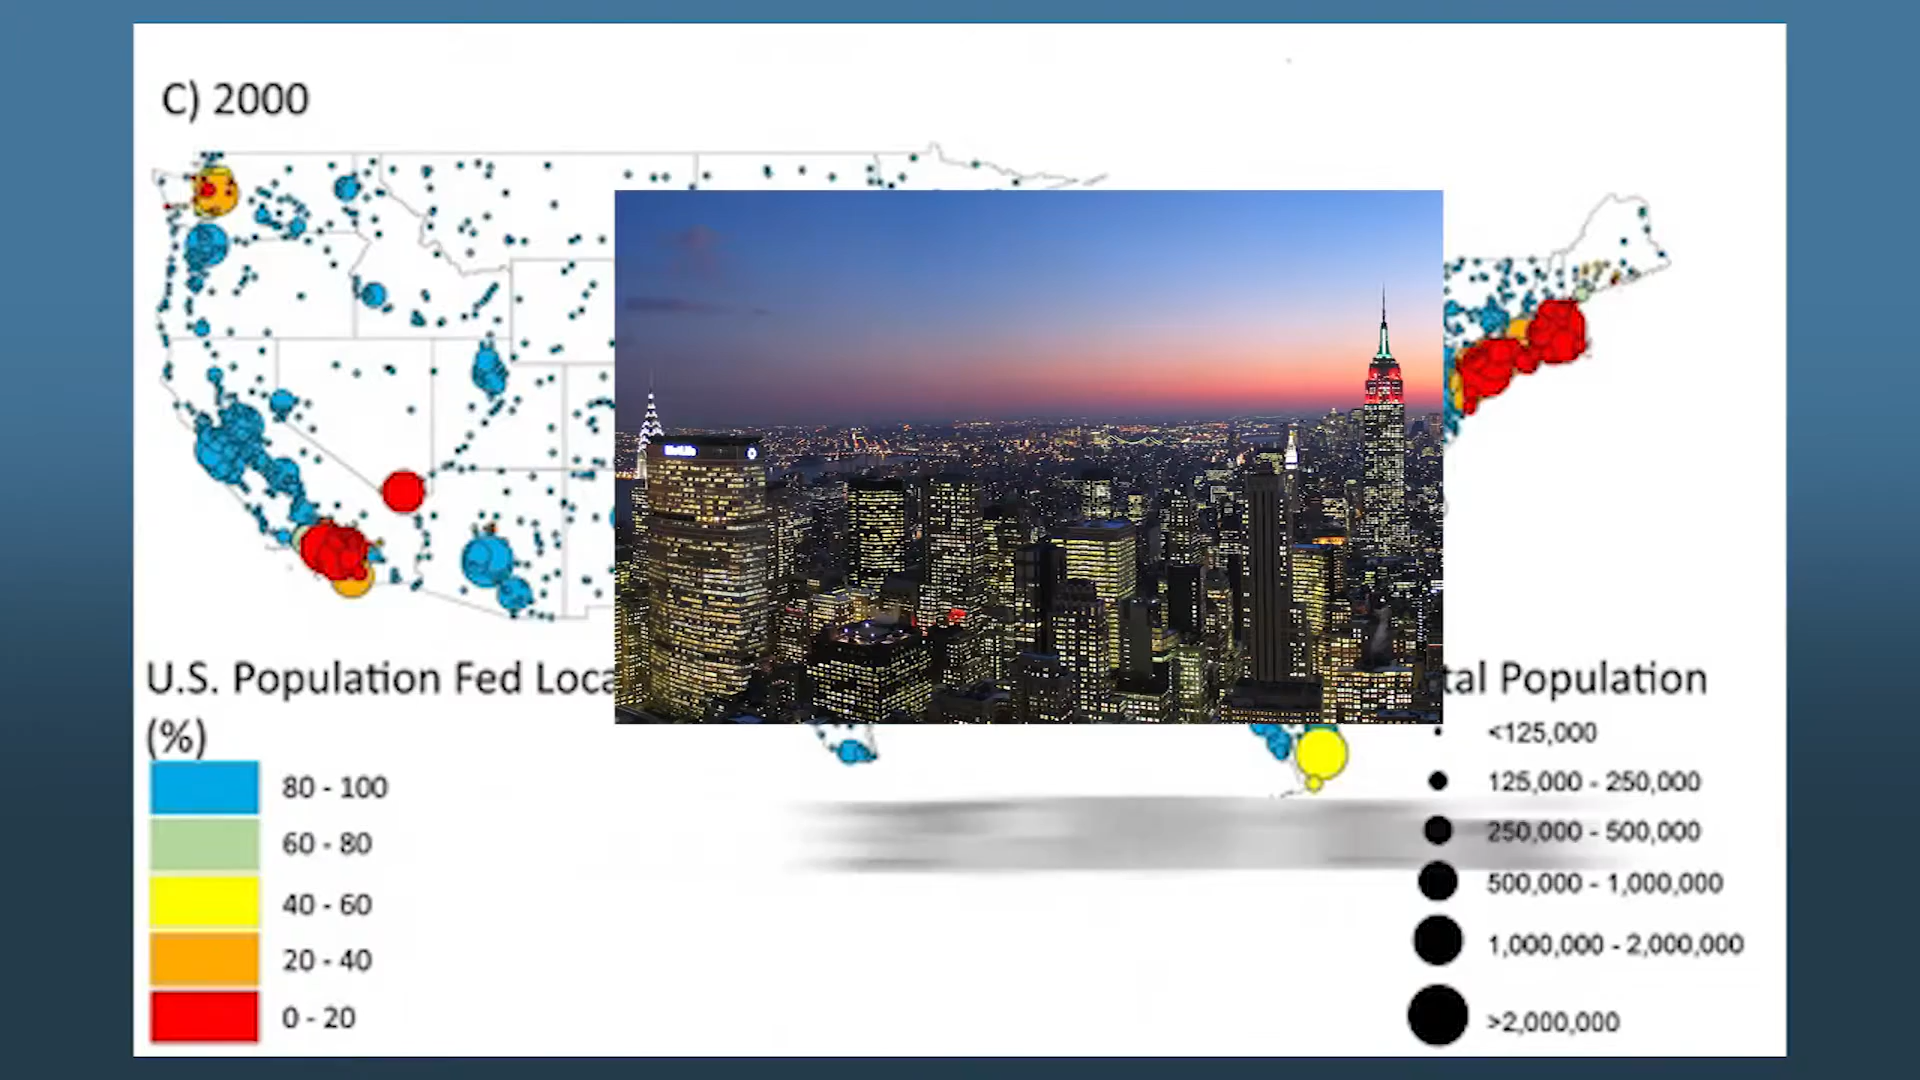 C) 2000
MetLife
U.S. Population Fed Loca
(%)
80 - 100
60 - 80
40 - 60
20 - 40
0 - 20
tal Population
<125,000
125,000 - 250,000
250,000 - 500,000
500,000 - 1,000,000
1,000,000 - 2,000,000
>2,000,000